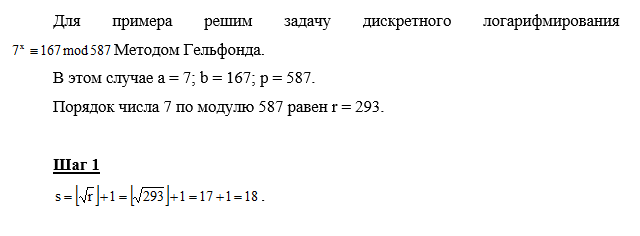 Для примера решим задачу дискретного логарифмирования
7ˣ ≡ 167 mod 587 Методом Гельфонда.
В этом случае a = 7; b = 167; p = 587.
Порядок числа 7 по модулю 587 равен r = 293.
Шаг 1
s = ⌊√r⌋+1 = ⌊√293⌋+1 = 17 +1 = 18 .